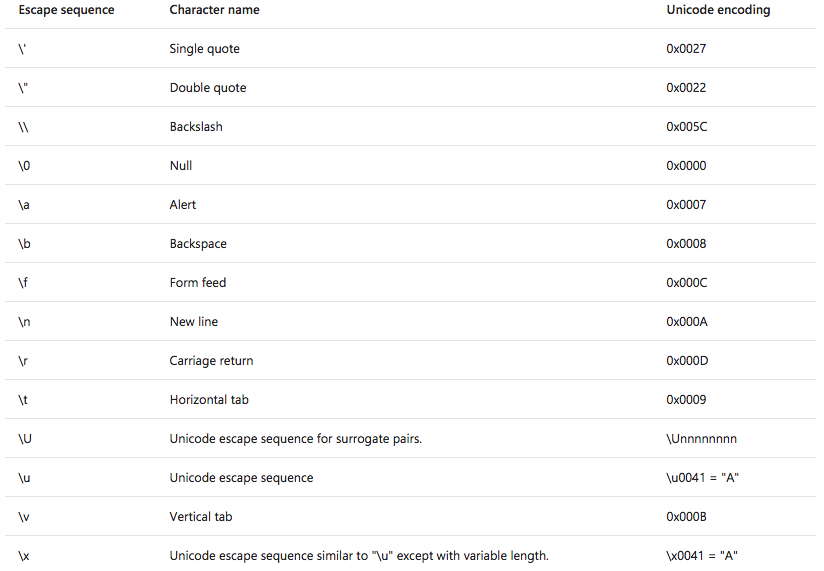 Escape sequence Character name Unicode encoding
\' Single quote 0x0027
\" Double quote 0x0022
\\ Backslash 0x005C
\0 Null 0x0000
\a Alert 0x0007
\b Backspace 0x0008
\f Form feed 0x000C
\n New line 0x000A
\r Carriage return 0x000D
\t Horizontal tab 0x0009
\U Unicode escape sequence for surrogate pairs. \Unnnnnnnn
\u Unicode escape sequence \u0041 = "A"
\v Vertical tab 0x000B
\x Unicode escape sequence similar to "\u" except with variable length. \x0041 = "A"